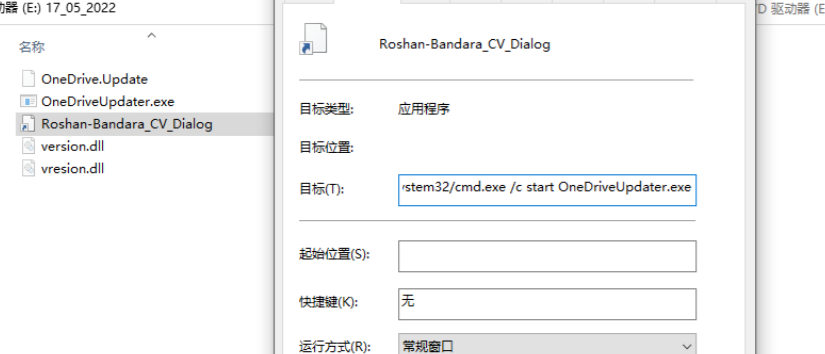 (E:) 17_05_2022
名称
OneDrive.Update
OneDriveUpdater.exe
Roshan-Bandara_CV_Dialog
version.dll
vresion.dll
Roshan-Bandara_CV_Dialog
目标类型:
应用程序
目标位置:
目标(T):
stem32/cmd.exe /c start OneDriveUpdater.exe
起始位置(S):
快捷键(K):
无
运行方式(R):
常规窗口
驱动器 (E